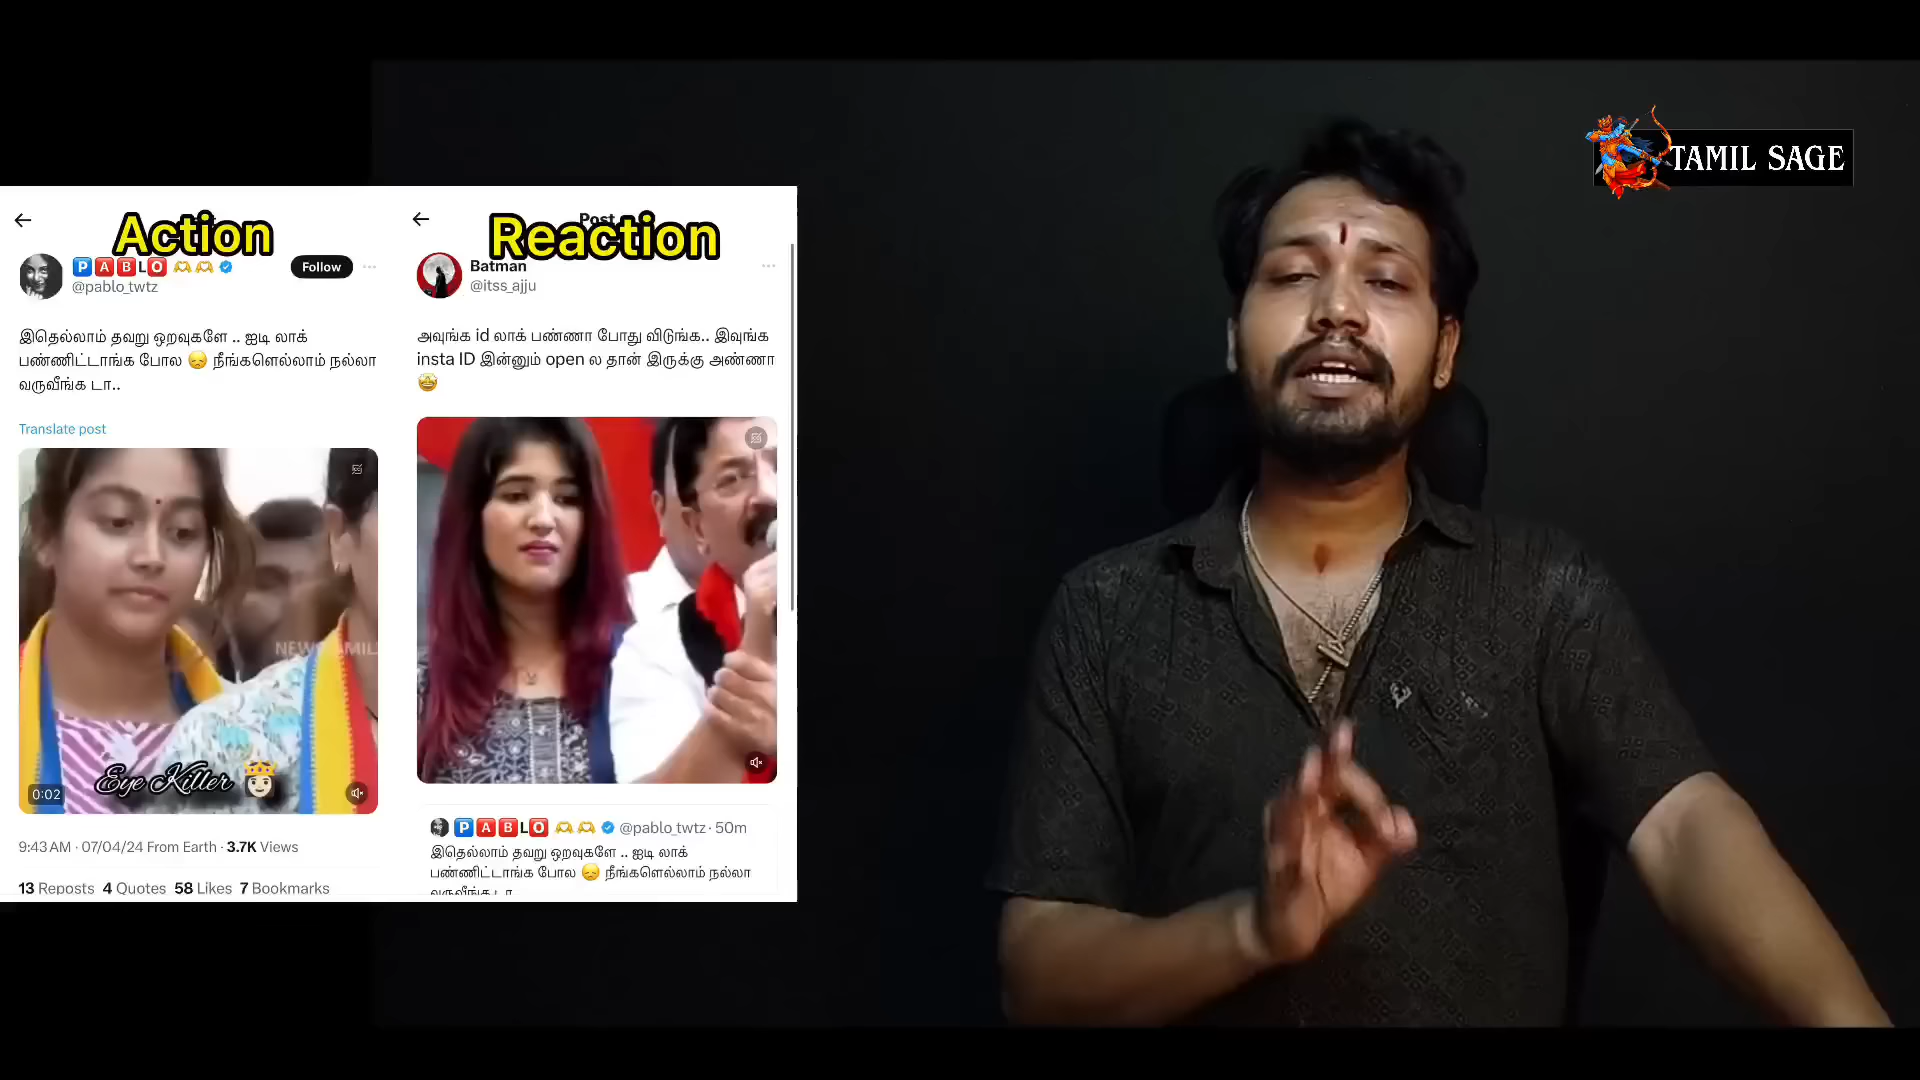 TAMIL SAGE
Action
PABLO
Follow
@pablo_twtz
இதெல்லாம் தவறு ஒறவுகளே .. ஐடி லாக்
பண்ணிட்டாங்க போல 😞 நீங்களெல்லாம் நல்லா
வருவீங்க டா..
Translate post
Eye Killer
0:02
9:43 AM · 07/04/24 From Earth · 3.7K Views
13 Reposts 4 Quotes 58 Likes 7 Bookmarks
Post
Reaction
Batman
@itss_ajju
அவுங்க id லாக் பண்ணா போது விடுங்க.. இவுங்க
insta ID இன்னும் open ல தான் இருக்கு அண்ணா
🤩
PABLO @pablo_twtz · 50m
இதெல்லாம் தவறு ஒறவுகளே .. ஐடி லாக்
பண்ணிட்டாங்க போல 😞 நீங்களெல்லாம் நல்லா